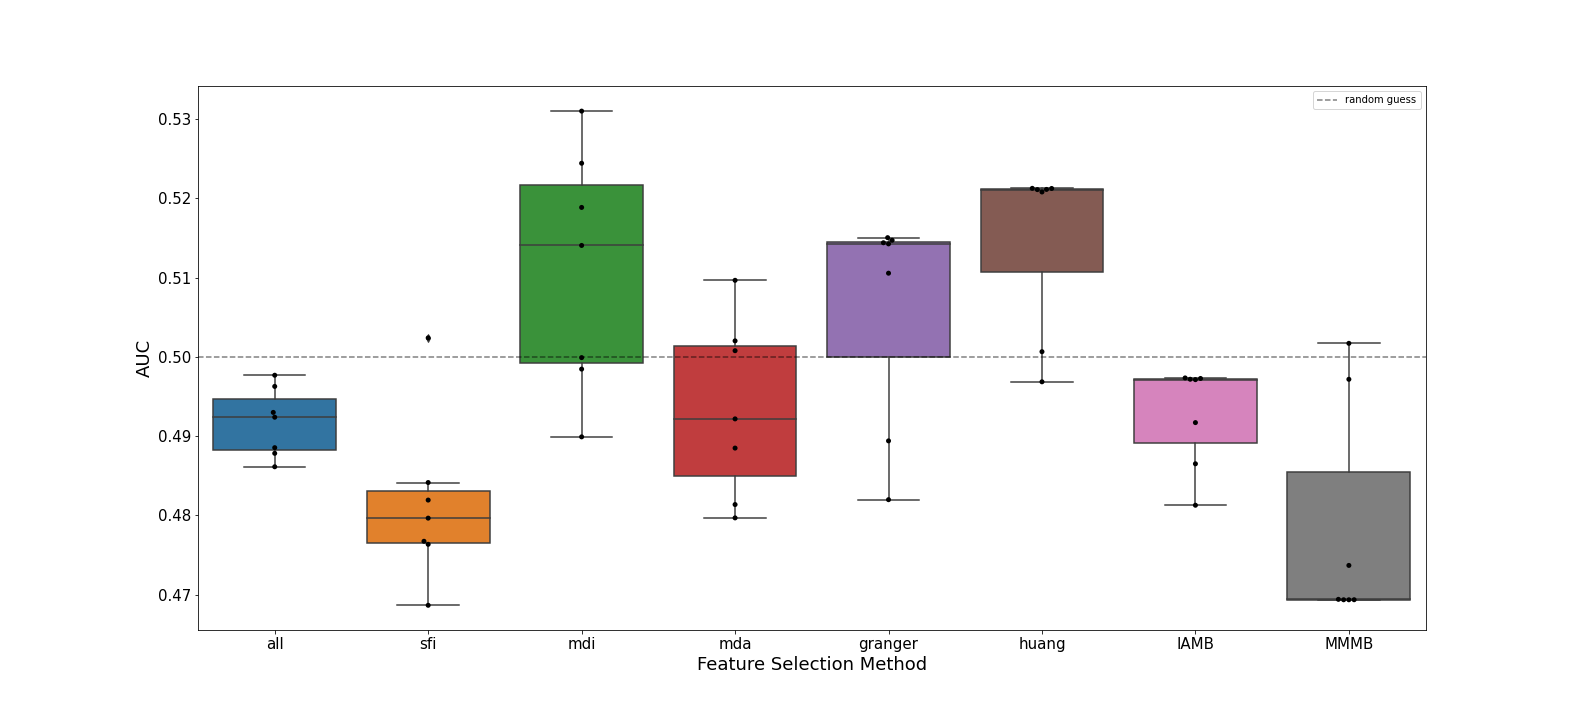 random guess
0.53
0.52
0.51
0.50
0.49
0.48
0.47
AUC
all sfi mdi mda granger huang IAMB MMMB
Feature Selection Method